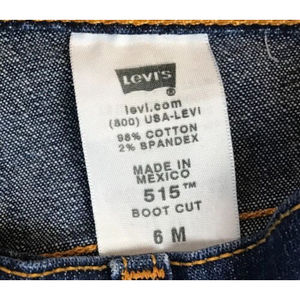 Levi's
levi.com
(800) USA-LEVI
98% COTTON
2% SPANDEX
MADE IN
MEXICO
515™
BOOT CUT
6 M